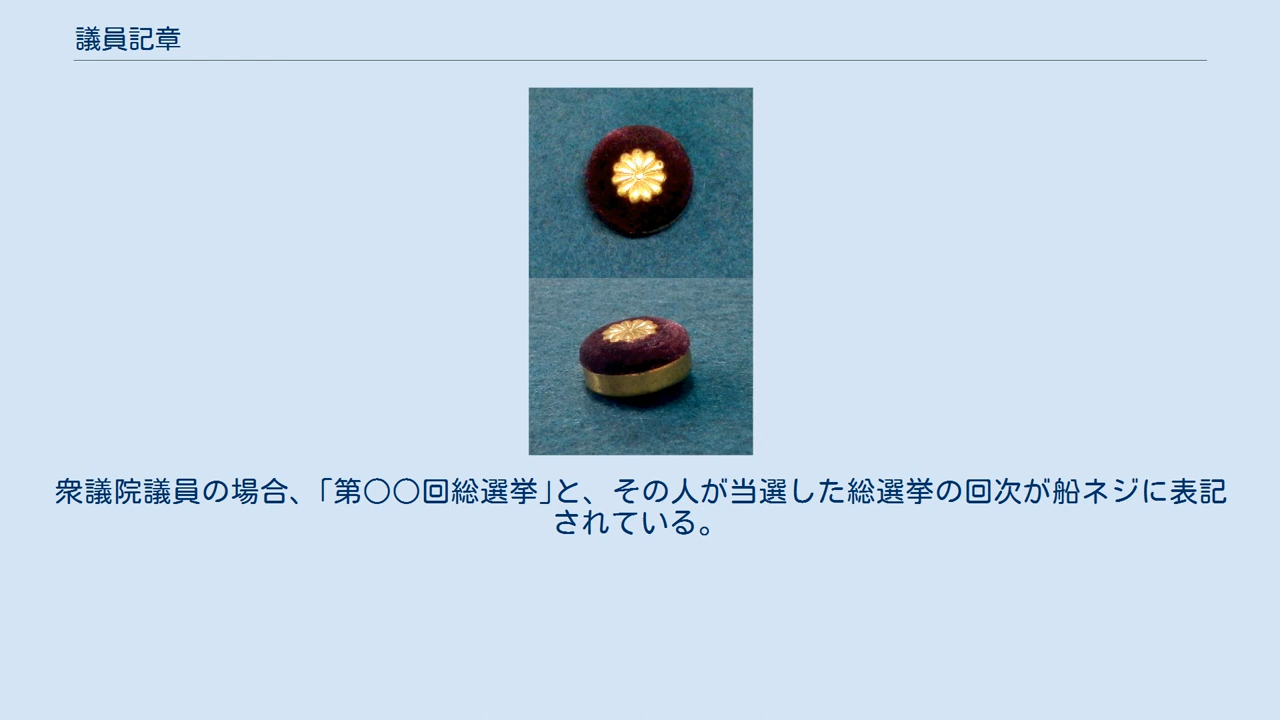 議員記章
衆議院議員の場合、｢第〇〇回総選挙｣と、その人が当選した総選挙の回次が船ネジに表記
されている。